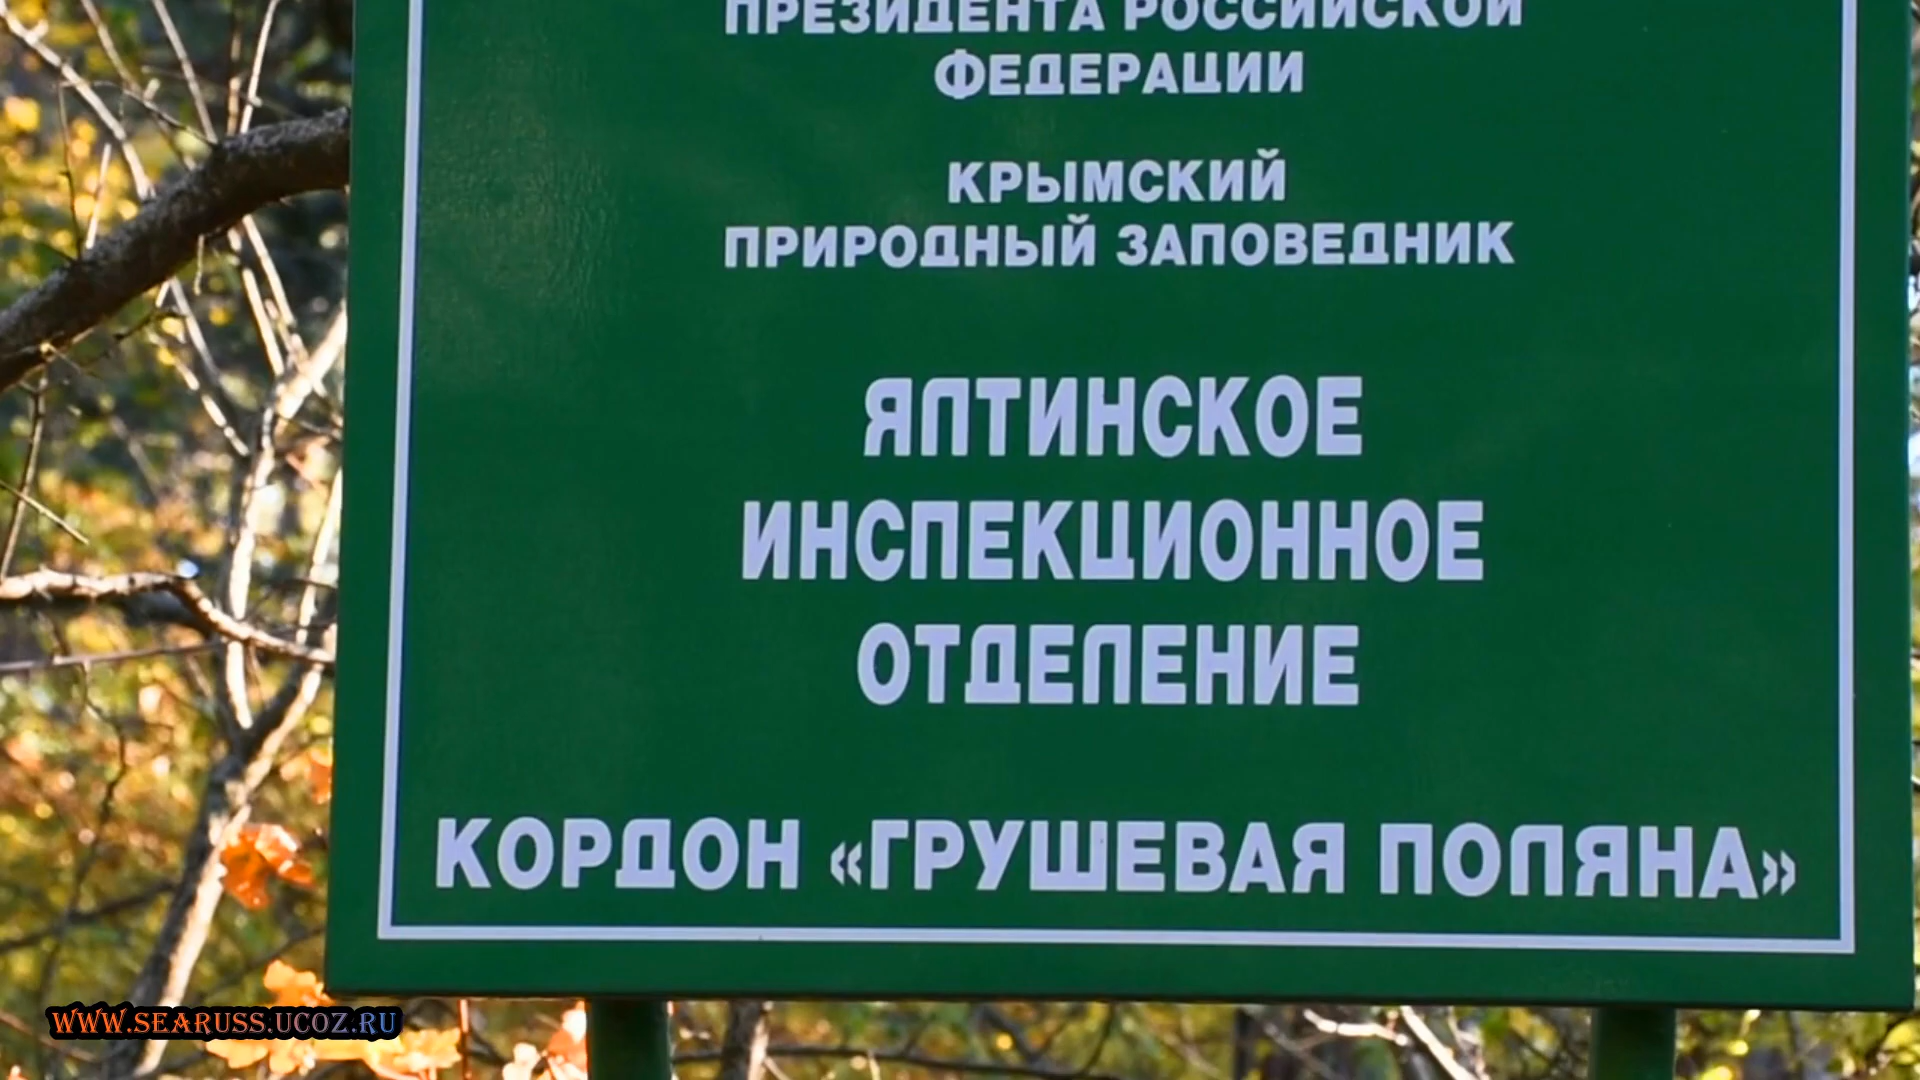 ПРЕЗИДЕНТА РОССИЙСКОЙ
ФЕДЕРАЦИИ
КРЫМСКИЙ
ПРИРОДНЫЙ ЗАПОВЕДНИК
ЯЛТИНСКОЕ
ИНСПЕКЦИОННОЕ
ОТДЕЛЕНИЕ
КОРДОН «ГРУШЕВАЯ ПОЛЯНА»
WWW.SEARUSS.UCOZ.RU